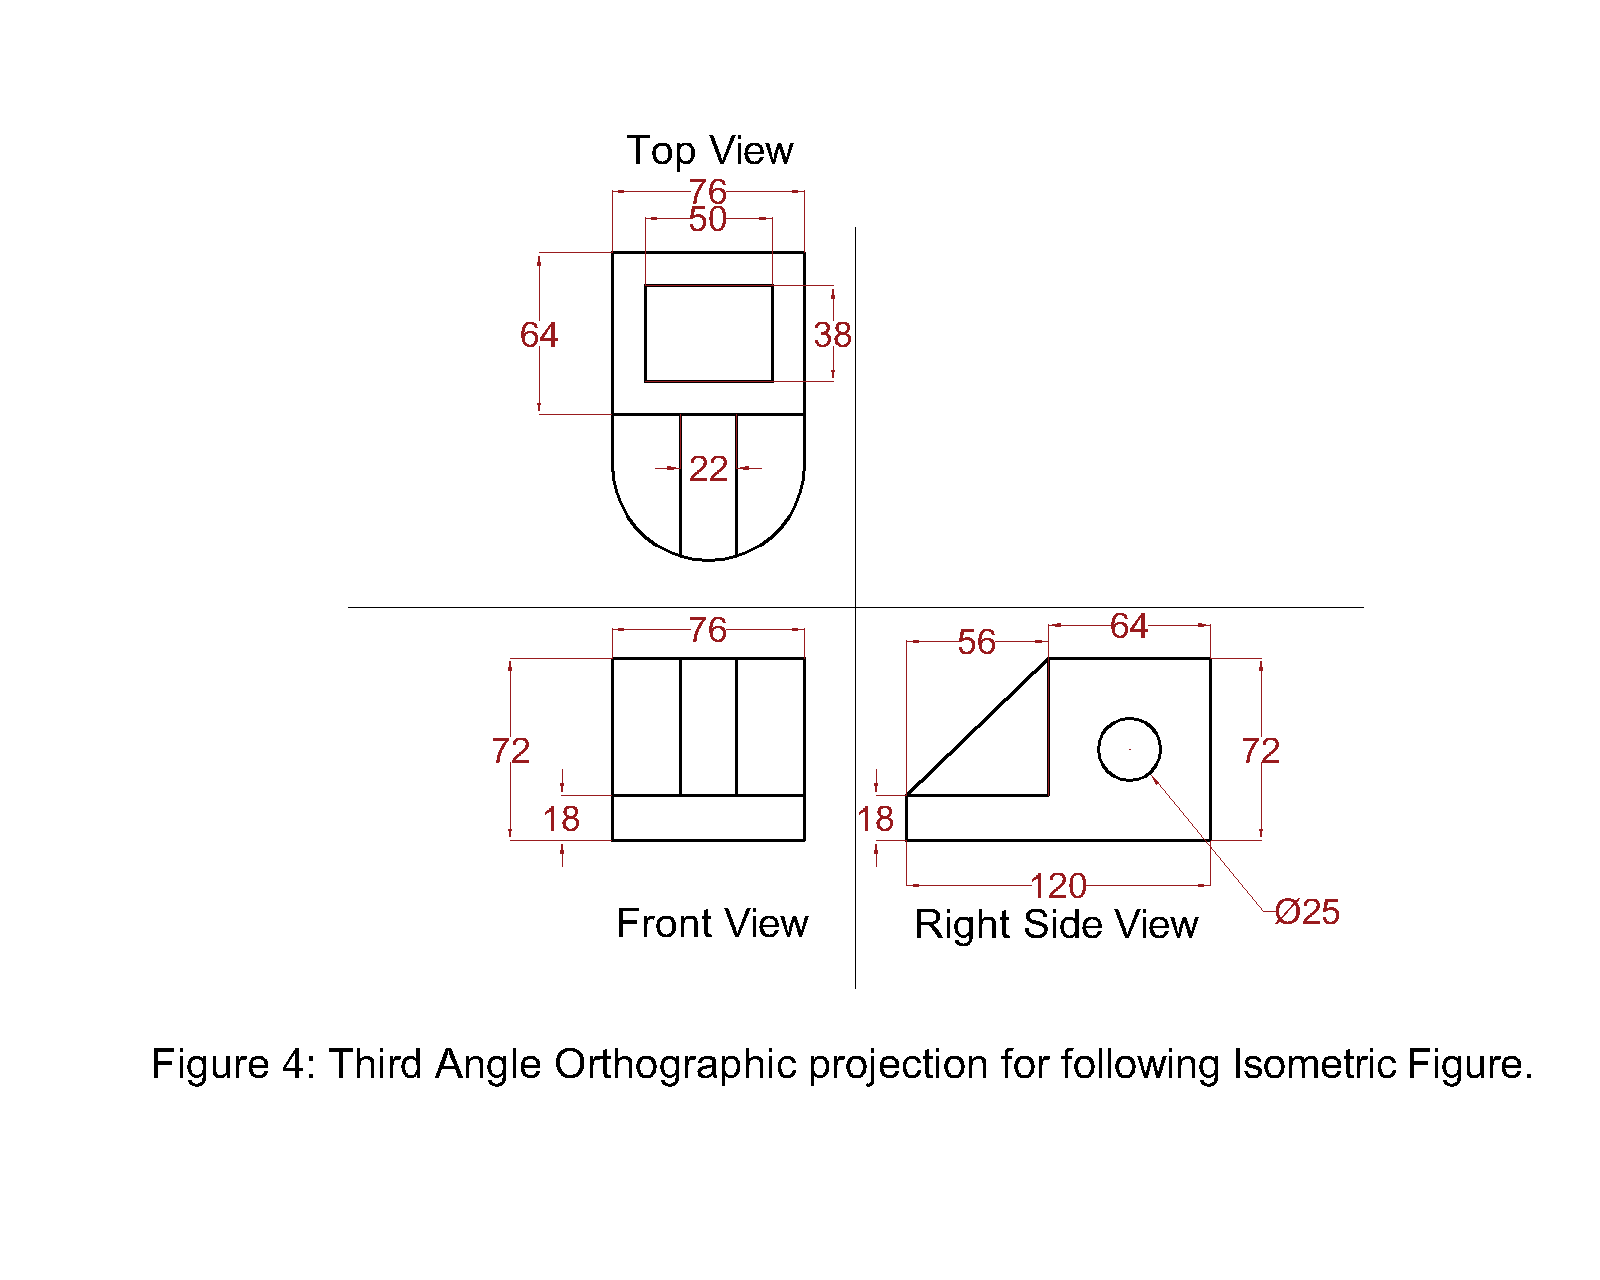 Top View
76
50
64
38
22
76
56
64
72
72
18
18
120
Ø25
Front View
Right Side View
Figure 4: Third Angle Orthographic projection for following Isometric Figure.